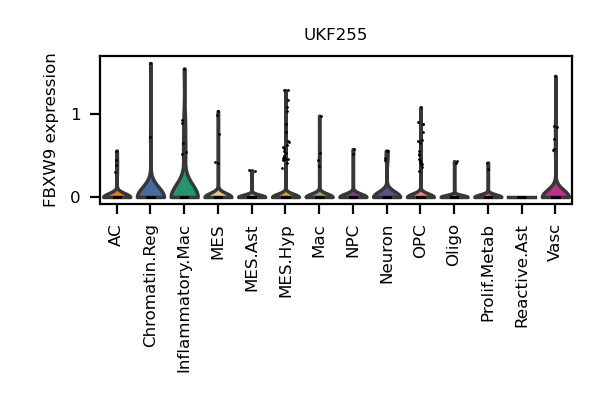 UKF255
FBXW9 expression
1
0
AC
Chromatin.Reg
Inflammatory.Mac
MES
MES.Ast
MES.Hyp
Mac
NPC
Neuron
OPC
Oligo
Prolif.Metab
Reactive.Ast
Vasc